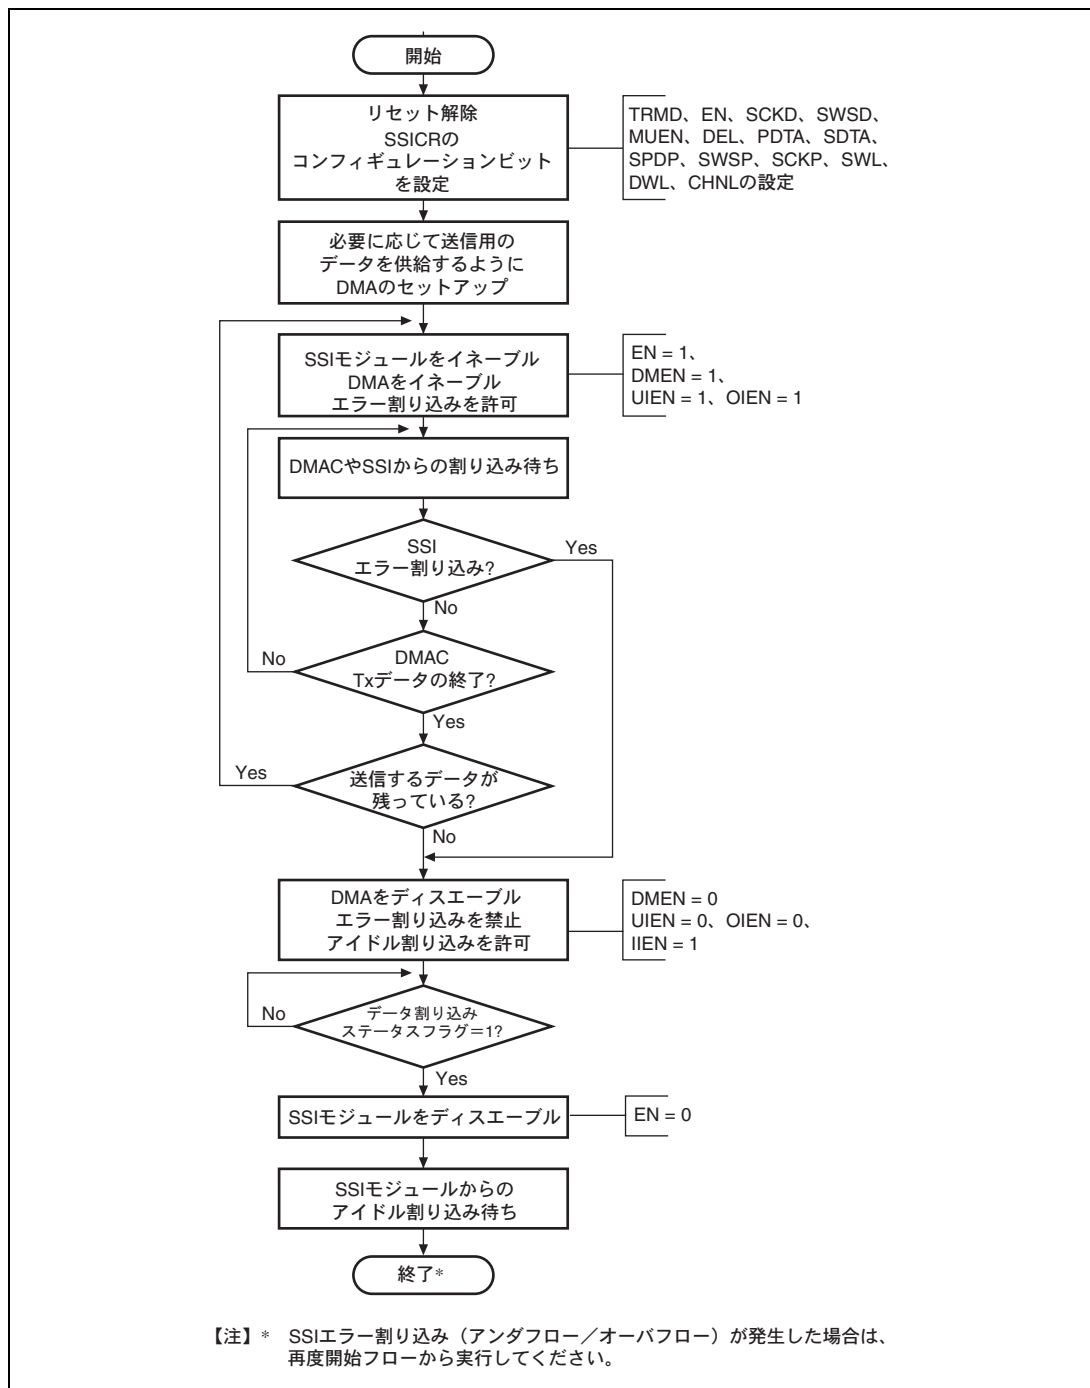 開始
リセット解除
SSICRの
コンフィギュレーションビット
を設定
TRMD、EN、SCKD、SWSD、
MUEN、DEL、PDTA、SDTA、
SPDP、SWSP、SCKP、SWL、
DWL、CHNLの設定
必要に応じて送信用の
データを供給するように
DMAのセットアップ
SSIモジュールをイネーブル
DMAをイネーブル
エラー割り込みを許可
EN = 1、
DMEN = 1、
UIEN = 1、OIEN = 1
DMACやSSIからの割り込み待ち
SSI
エラー割り込み?
Yes
No
DMAC
Txデータの終了?
No
Yes
送信するデータが
残っている?
Yes
No
DMAをディスエーブル
エラー割り込みを禁止
アイドル割り込みを許可
DMEN = 0
UIEN = 0、OIEN = 0、
IIEN = 1
データ割り込み
ステータスフラグ＝1?
No
Yes
SSIモジュールをディスエーブル
EN = 0
SSIモジュールからの
アイドル割り込み待ち
終了*
【注】* SSIエラー割り込み（アンダフロー／オーバフロー）が発生した場合は、
再度開始フローから実行してください。